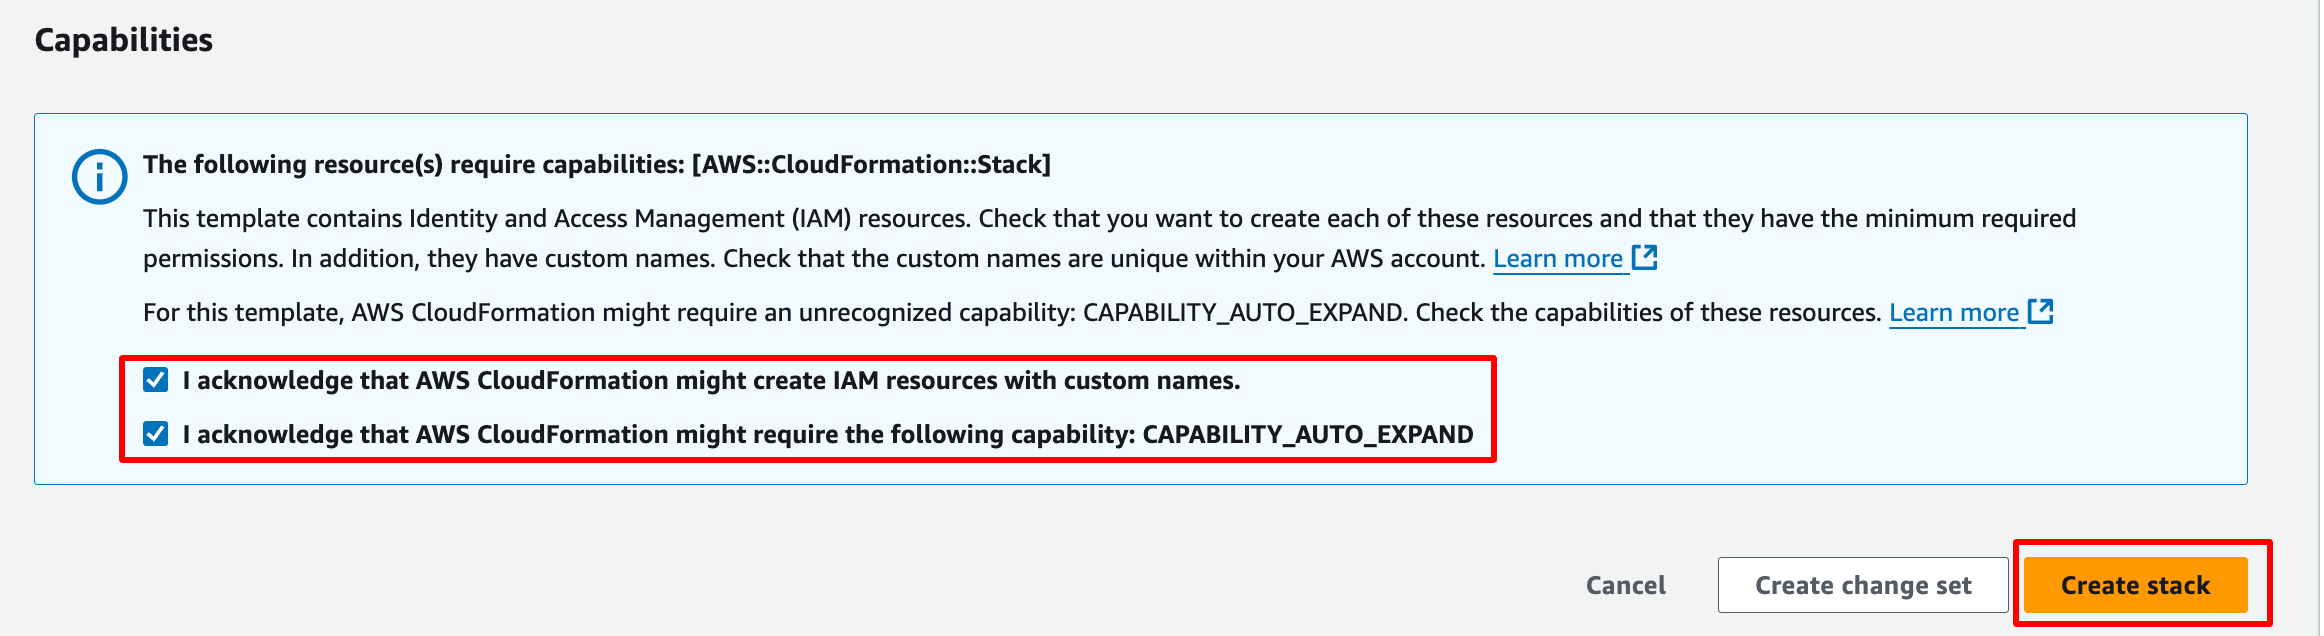 Capabilities
The following resource(s) require capabilities: [AWS::CloudFormation::Stack]
This template contains Identity and Access Management (IAM) resources. Check that you want to create each of these resources and that they have the minimum required
permissions. In addition, they have custom names. Check that the custom names are unique within your AWS account. Learn more
For this template, AWS CloudFormation might require an unrecognized capability: CAPABILITY_AUTO_EXPAND. Check the capabilities of these resources. Learn more
I acknowledge that AWS CloudFormation might create IAM resources with custom names.
I acknowledge that AWS CloudFormation might require the following capability: CAPABILITY_AUTO_EXPAND
Cancel Create change set Create stack